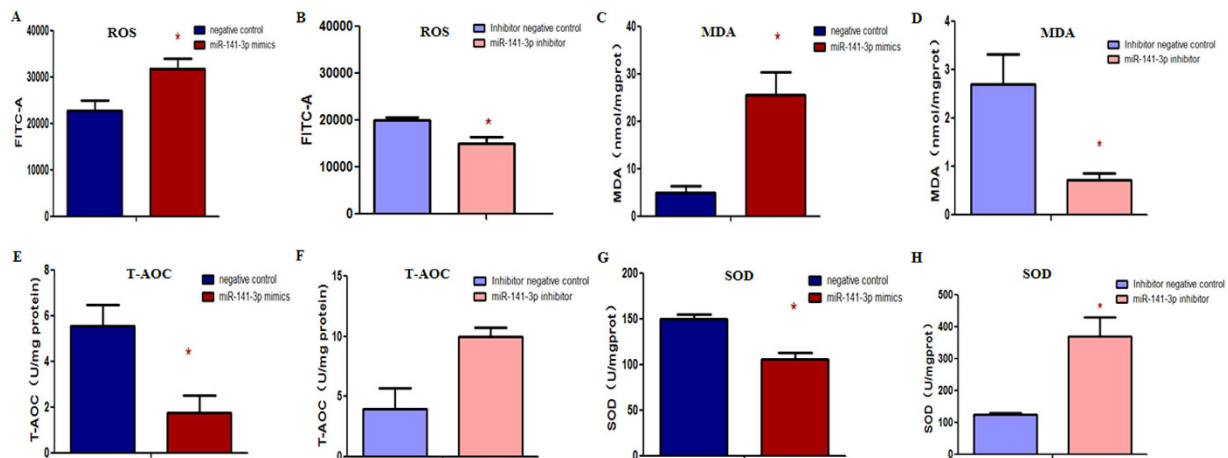 A
ROS
negative control
miR-141-3p mimics
*
FITC-A
40000
30000
20000
10000
0
B
ROS
Inhibitor negative control
miR-141-3p inhibitor
*
FITC-A
40000
30000
20000
10000
0
C
MDA
negative control
miR-141-3p mimics
*
MDA（nmol/mgprot）
40
30
20
10
0
D
MDA
Inhibitor negative control
miR-141-3p inhibitor
*
MDA（nmol/mgprot）
4
3
2
1
0
E
T-AOC
negative control
miR-141-3p mimics
*
T-AOC（U/mg protein）
8
6
4
2
0
F
T-AOC
Inhibitor negative control
miR-141-3p inhibitor
T-AOC（U/mg protein）
15
10
5
0
G
SOD
negative control
miR-141-3p mimics
*
SOD（U/mgprot）
200
150
100
50
0
H
SOD
Inhibitor negative control
miR-141-3p inhibitor
*
SOD（U/mgprot）
500
400
300
200
100
0